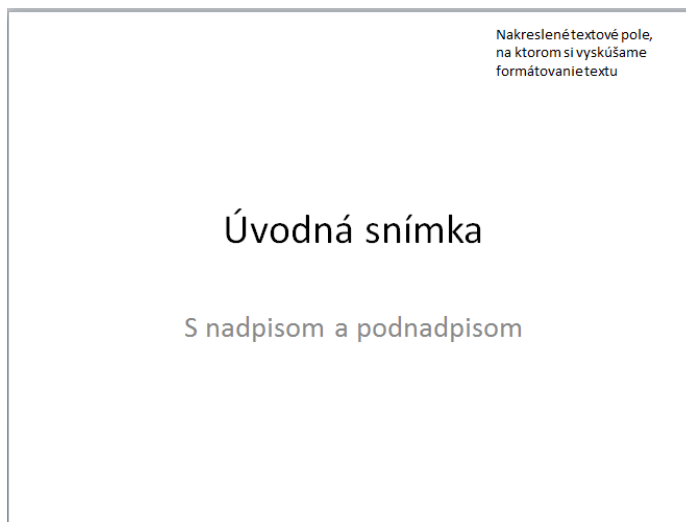 Nakreslené textové pole,
na ktorom si vyskúšame
formátovanie textu
Úvodná snímka
S nadpisom a podnadpisom